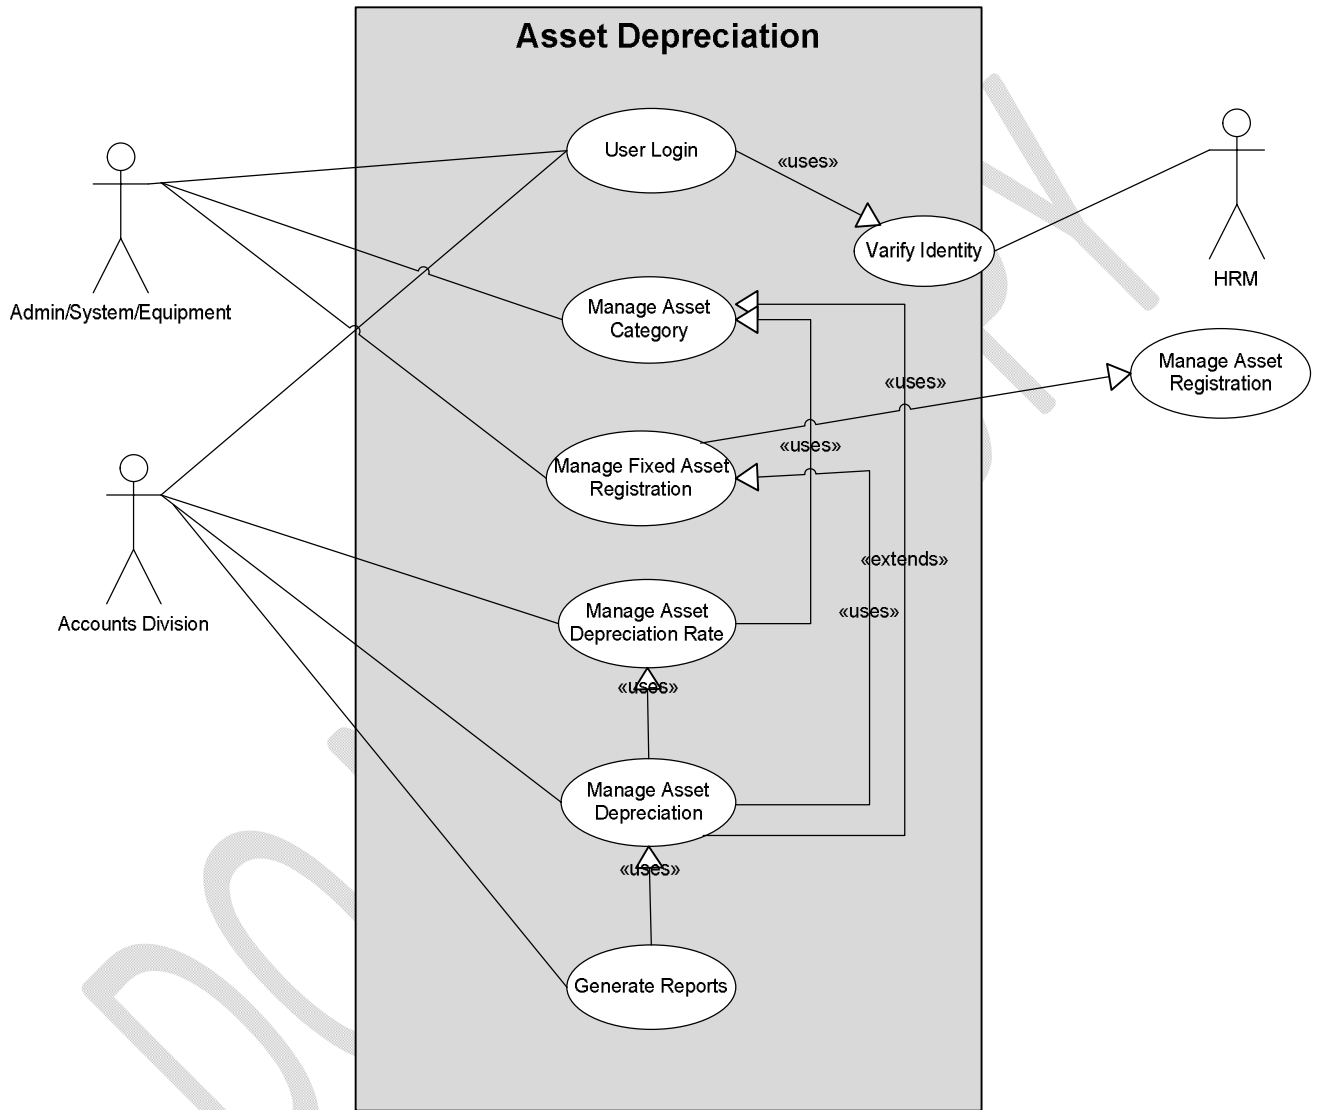 Asset Depreciation
User Login
«uses»
Varify Identity
HRM
Admin/System/Equipment
Manage Asset
Category
Manage Asset
Registration
«uses»
«uses»
Manage Fixed Asset
Registration
Accounts Division
«extends»
Manage Asset
Depreciation Rate
«uses»
«uses»
Manage Asset
Depreciation
«uses»
Generate Reports